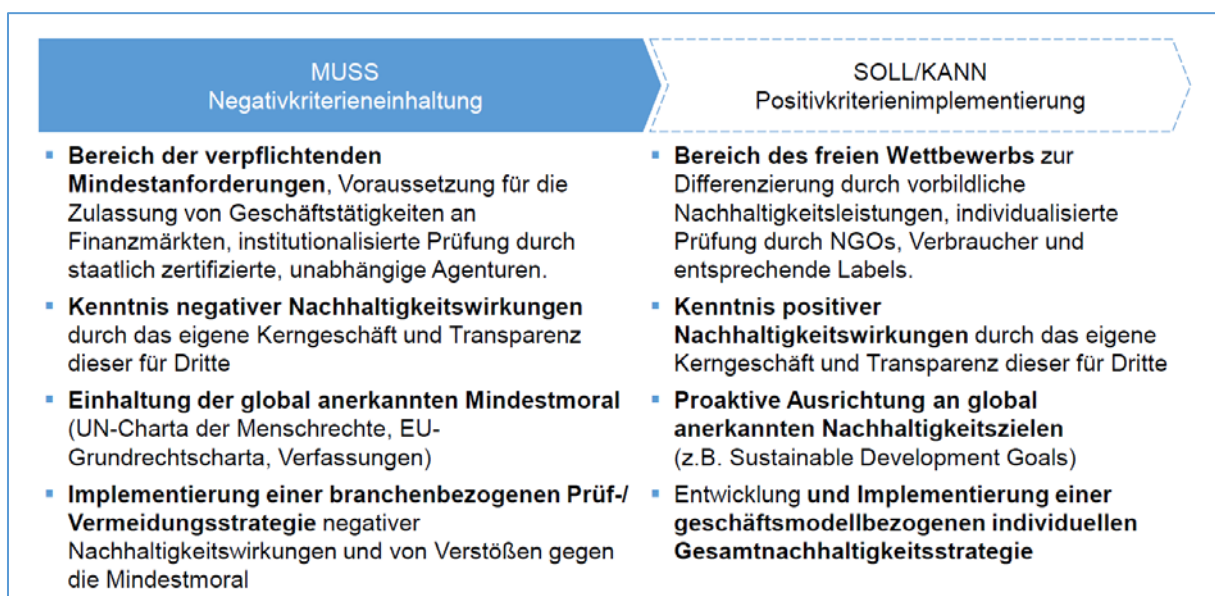 MUSS
Negativkriterieneinhaltung
SOLL/KANN
Positivkriterienimplementierung
▪ Bereich der verpflichtenden
Mindestanforderungen, Voraussetzung für die
Zulassung von Geschäftstätigkeiten an
Finanzmärkten, institutionalisierte Prüfung durch
staatlich zertifizierte, unabhängige Agenturen.
▪ Kenntnis negativer Nachhaltigkeitswirkungen
durch das eigene Kerngeschäft und Transparenz
dieser für Dritte
▪ Einhaltung der global anerkannten Mindestmoral
(UN-Charta der Menschrechte, EU-
Grundrechtscharta, Verfassungen)
▪ Implementierung einer branchenbezogenen Prüf-/
Vermeidungsstrategie negativer
Nachhaltigkeitswirkungen und von Verstößen gegen
die Mindestmoral
▪ Bereich des freien Wettbewerbs zur
Differenzierung durch vorbildliche
Nachhaltigkeitsleistungen, individualisierte
Prüfung durch NGOs, Verbraucher und
entsprechende Labels.
▪ Kenntnis positiver
Nachhaltigkeitswirkungen durch das eigene
Kerngeschäft und Transparenz dieser für Dritte
▪ Proaktive Ausrichtung an global
anerkannten Nachhaltigkeitszielen
(z.B. Sustainable Development Goals)
▪ Entwicklung und Implementierung einer
geschäftsmodellbezogenen individuellen
Gesamtnachhaltigkeitsstrategie